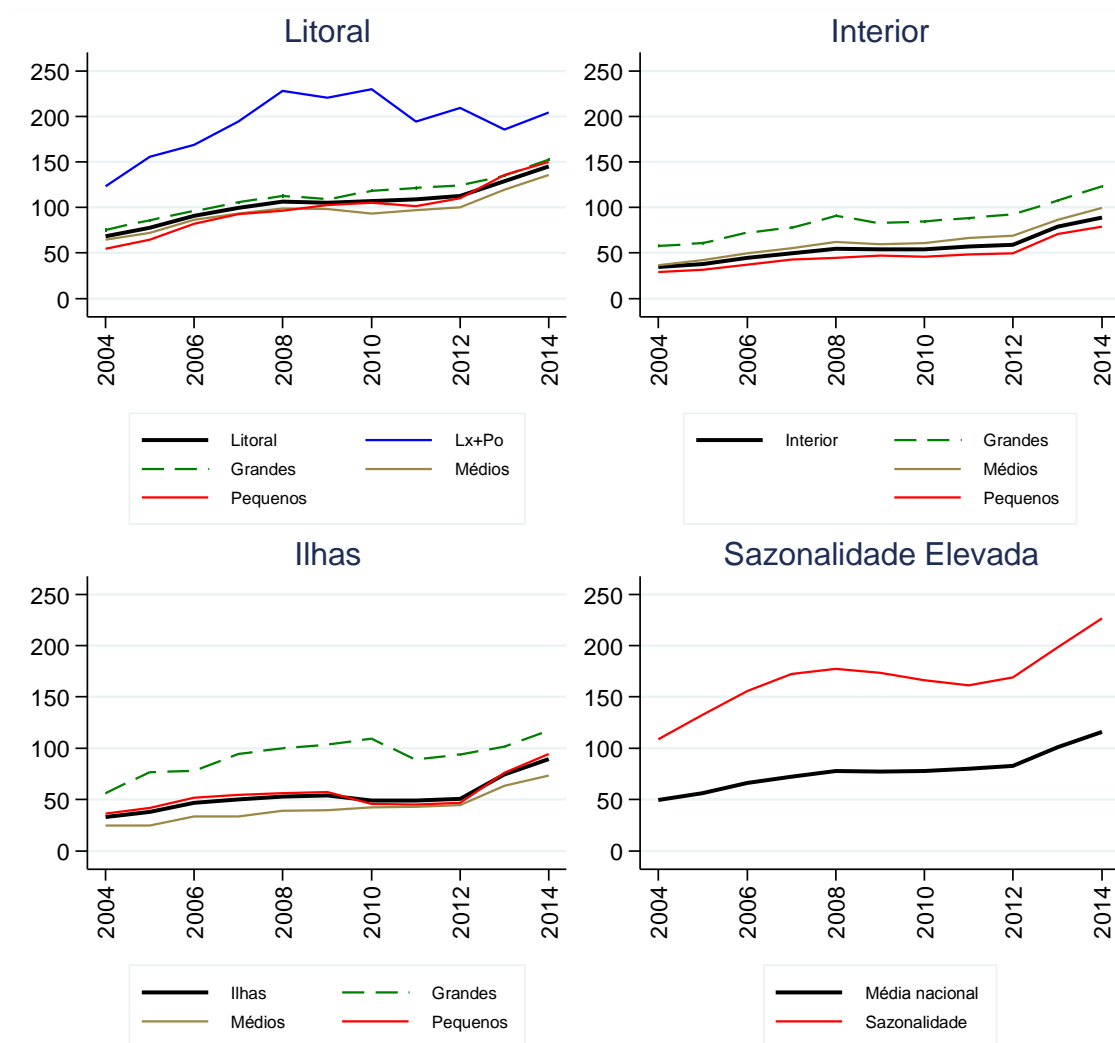 Litoral
250
200
150
100
50
0
2004
2006
2008
2010
2012
2014
Litoral
Lx+Po
Grandes
Médios
Pequenos
Interior
250
200
150
100
50
0
2004
2006
2008
2010
2012
2014
Interior
Grandes
Médios
Pequenos
Ilhas
250
200
150
100
50
0
2004
2006
2008
2010
2012
2014
Ilhas
Grandes
Médios
Pequenos
Sazonalidade Elevada
250
200
150
100
50
0
2004
2006
2008
2010
2012
2014
Média nacional
Sazonalidade